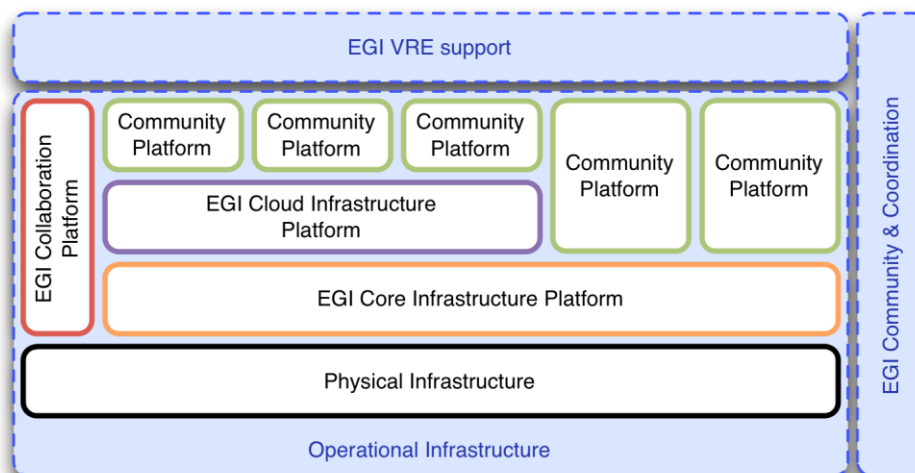 EGI VRE support
EGI Collaboration
Platform
Community
Platform
Community
Platform
Community
Platform
Community
Platform
Community
Platform
EGI Cloud Infrastructure
Platform
EGI Core Infrastructure Platform
Physical Infrastructure
Operational Infrastructure
EGI Community & Coordination